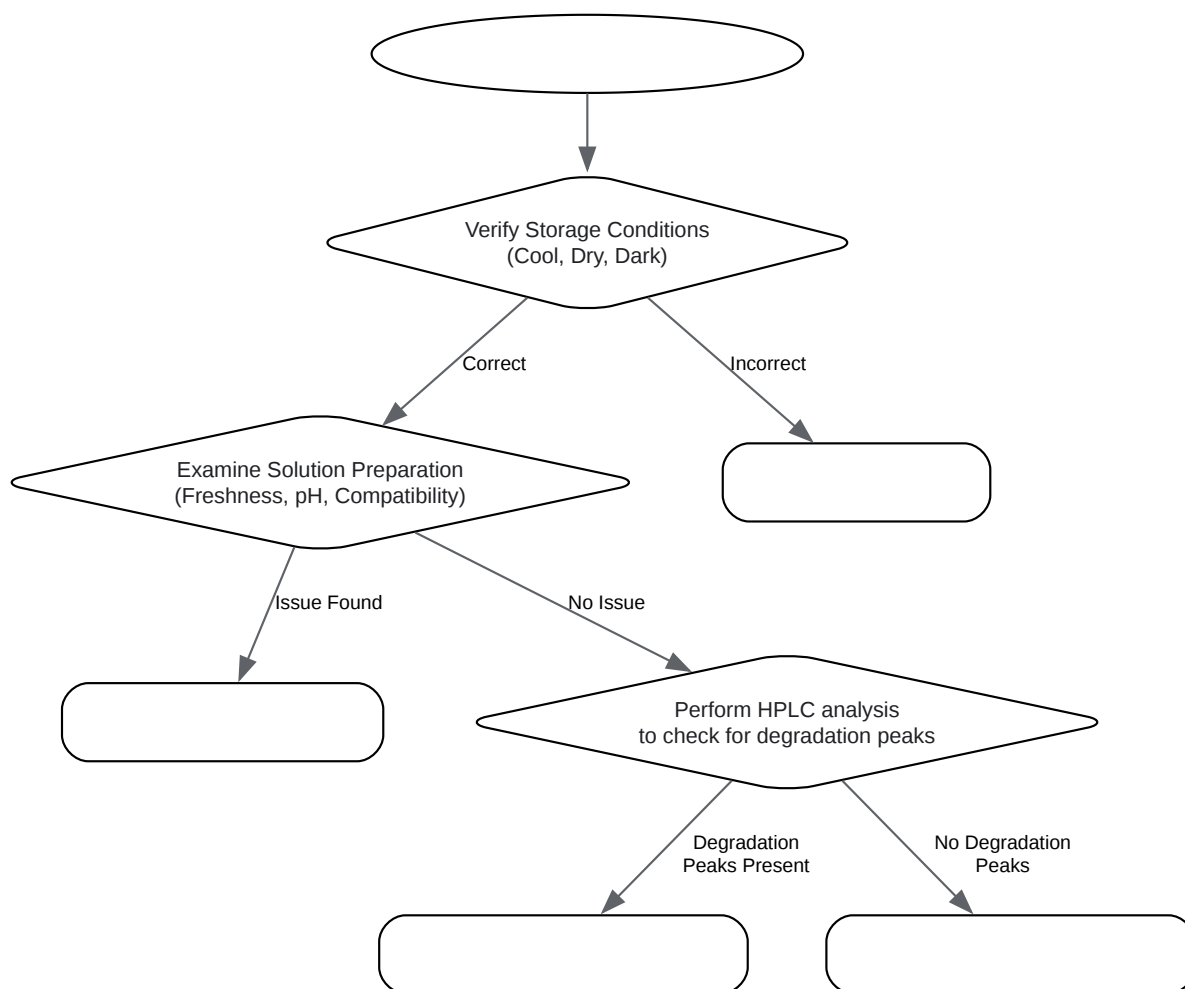 Verify Storage Conditions
(Cool, Dry, Dark)
Correct
Incorrect
Examine Solution Preparation
(Freshness, pH, Compatibility)
Issue Found
No Issue
Perform HPLC analysis
to check for degradation peaks
Degradation
Peaks Present
No Degradation
Peaks